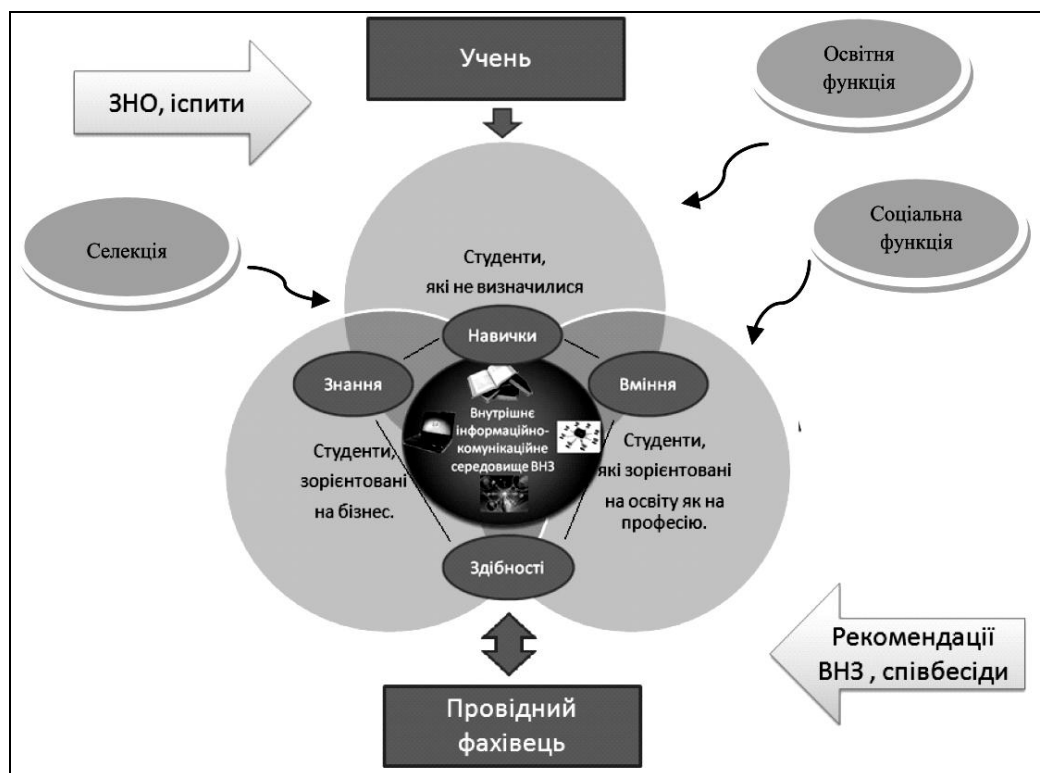 Учень
Освітня
функція
ЗНО, іспити
Соціальна
функція
Селекція
Студенти,
які не визначилися
Навички
Знання
Вміння
Внутрішнє
інформаційно-
комунікаційне
середовище ВНЗ
Студенти,
зорієнтовані
на бізнес.
Студенти,
які зорієнтовані
на освіту як на
професію.
Здібності
Рекомендації
ВНЗ , співбесіди
Провідний
фахівець